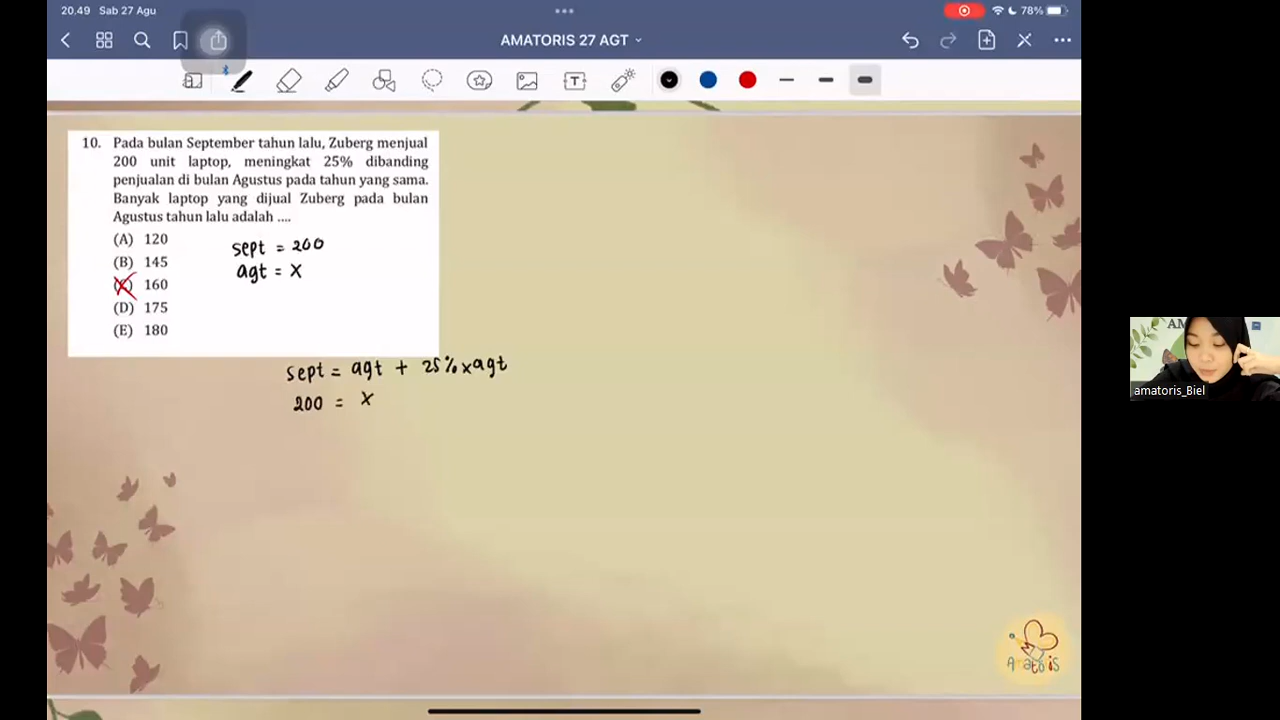 20.49 Sab 27 Agu
78%
AMATORIS 27 AGT
10. Pada bulan September tahun lalu, Zuberg menjual
200 unit laptop, meningkat 25% dibanding
penjualan di bulan Agustus pada tahun yang sama.
Banyak laptop yang dijual Zuberg pada bulan
Agustus tahun lalu adalah ....
(A) 120
(B) 145
(C) 160
(D) 175
(E) 180
sept = 200
agt = x
sept = agt + 25% x agt
200 = x
amatoris_Biel
Amatoris